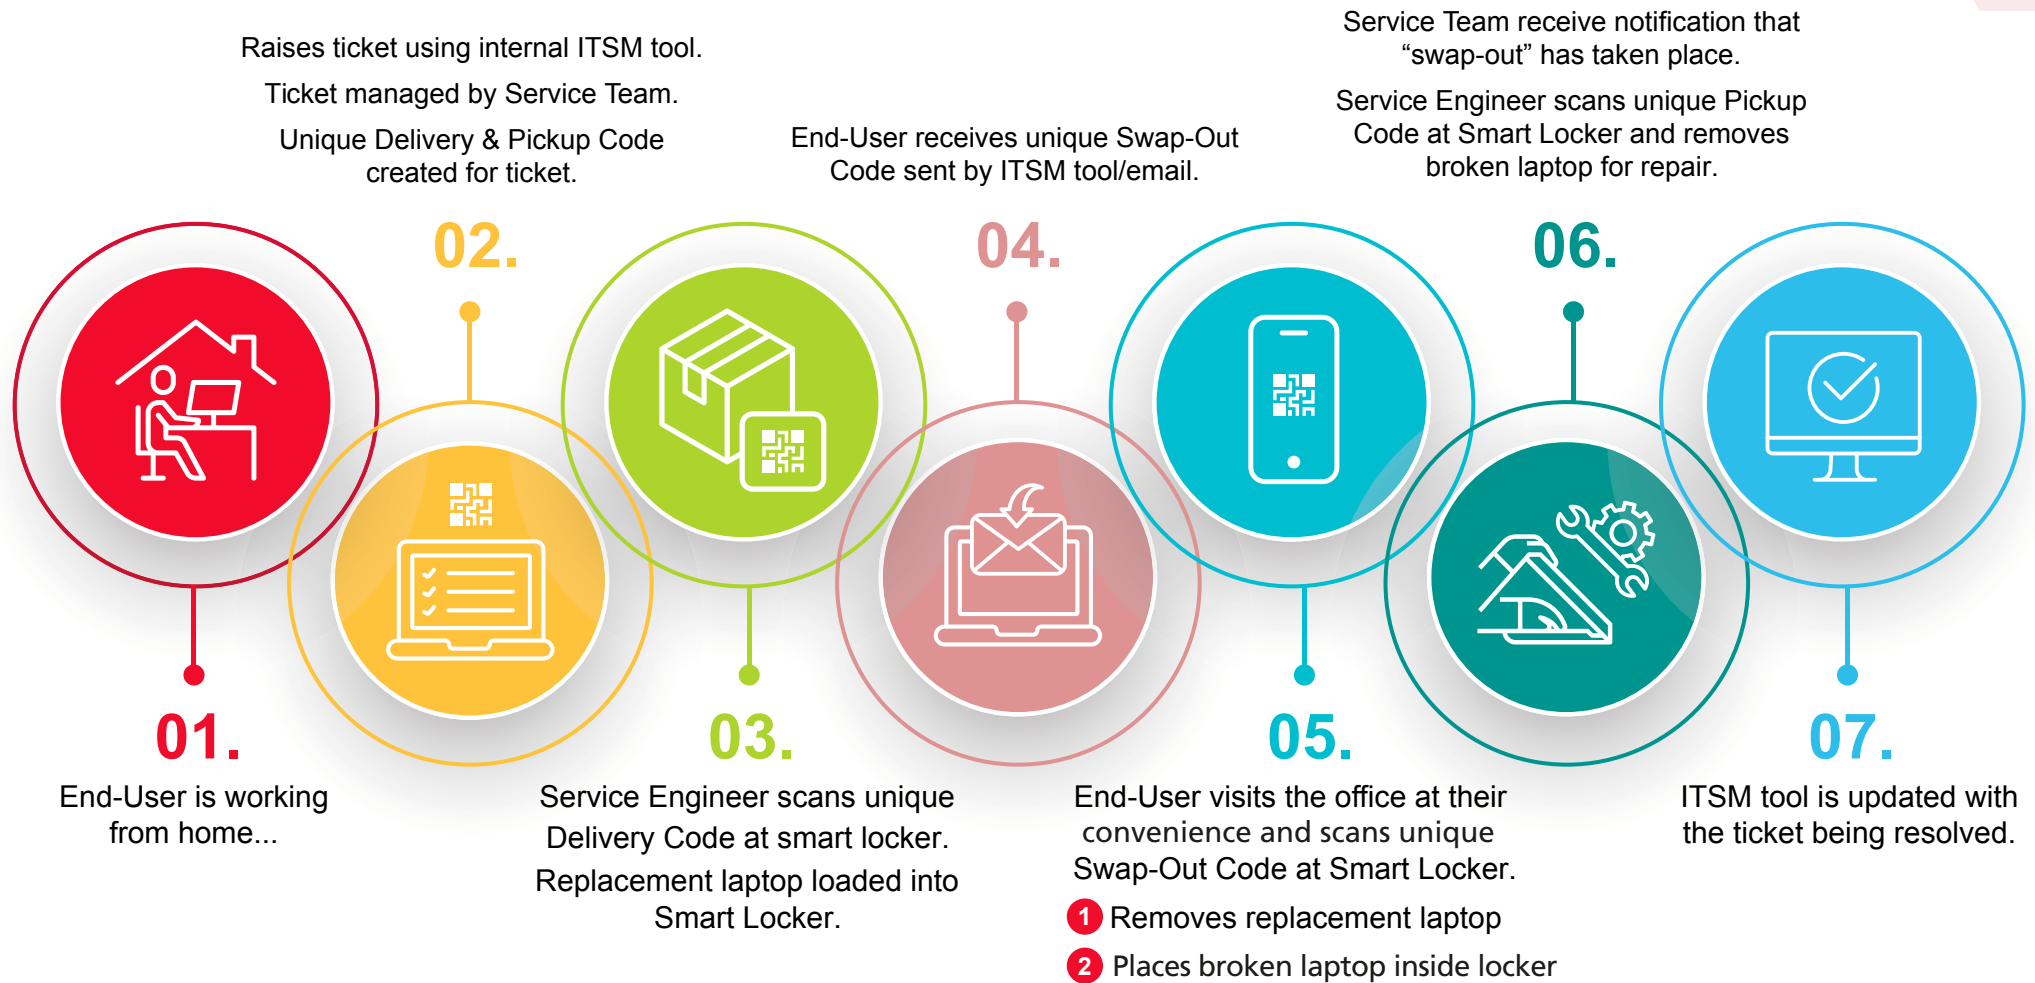 01.
End-User is working
from home...
Raises ticket using internal ITSM tool.
Ticket managed by Service Team.
Unique Delivery & Pickup Code
created for ticket.
02.
03.
Service Engineer scans unique
Delivery Code at smart locker.
Replacement laptop loaded into
Smart Locker.
End-User receives unique Swap-Out
Code sent by ITSM tool/email.
04.
05.
End-User visits the office at their
convenience and scans unique
Swap-Out Code at Smart Locker.
1 Removes replacement laptop
2 Places broken laptop inside locker
Service Team receive notification that
“swap-out” has taken place.
Service Engineer scans unique Pickup
Code at Smart Locker and removes
broken laptop for repair.
06.
07.
ITSM tool is updated with
the ticket being resolved.